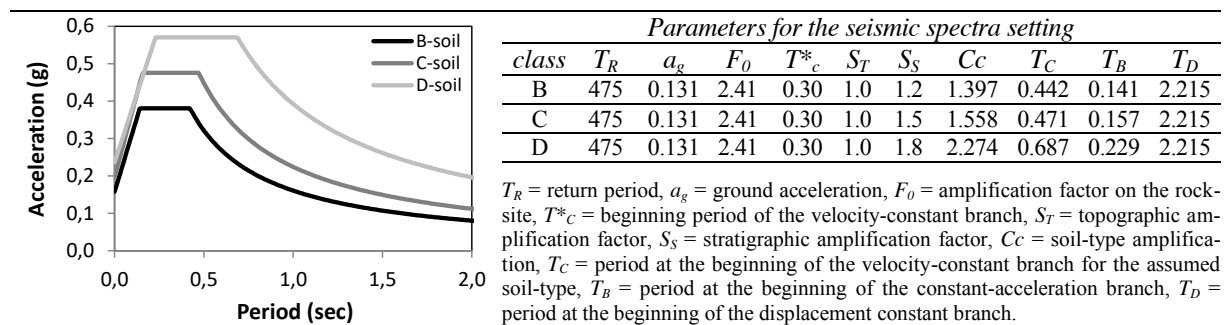 0,6
0,5
0,4
0,3
0,2
0,1
0,0
Acceleration (g)
B-soil
C-soil
D-soil
0,0 0,5 1,0 1,5 2,0
Period (sec)
Parameters for the seismic spectra setting
class T_R a_g F_0 T*_c S_T S_S Cc T_C T_B T_D
B 475 0.131 2.41 0.30 1.0 1.2 1.397 0.442 0.141 2.215
C 475 0.131 2.41 0.30 1.0 1.5 1.558 0.471 0.157 2.215
D 475 0.131 2.41 0.30 1.0 1.8 2.274 0.687 0.229 2.215
T_R = return period, a_g = ground acceleration, F_0 = amplification factor on the rock-
site, T*_C = beginning period of the velocity-constant branch, S_T = topographic am-
plification factor, S_S = stratigraphic amplification factor, Cc = soil-type amplifica-
tion, T_C = period at the beginning of the velocity-constant branch for the assumed
soil-type, T_B = period at the beginning of the constant-acceleration branch, T_D =
period at the beginning of the displacement constant branch.